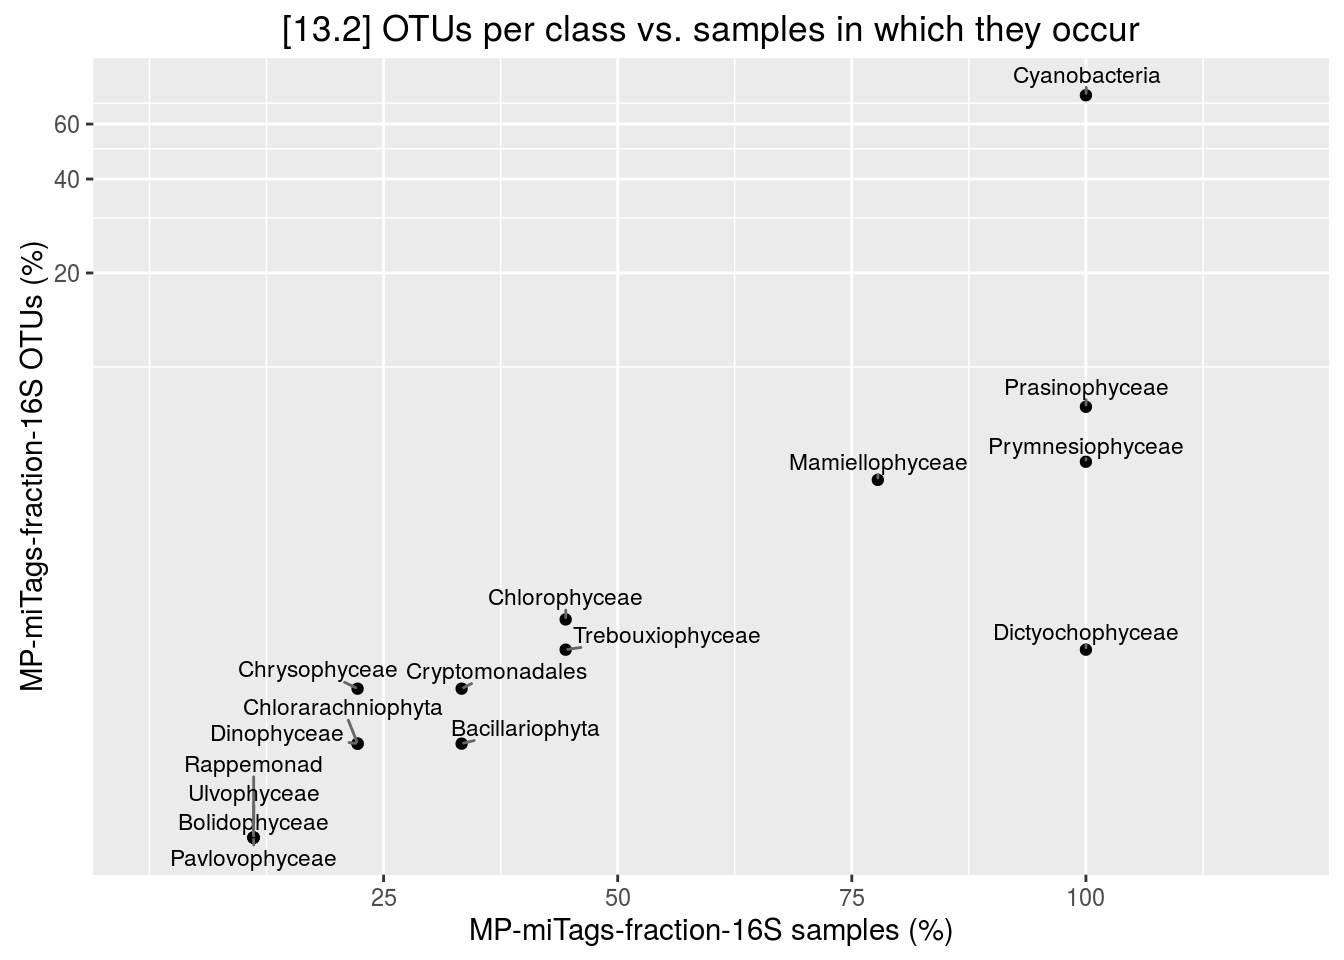 [13.2] OTUs per class vs. samples in which they occur
Cyanobacteria
60
40
20
MP-miTags-fraction-16S OTUs (%)
Prasinophyceae
Prymnesiophyceae
Mamiellophyceae
Chlorophyceae
Trebouxiophyceae
Dictyochophyceae
Chrysophyceae
Cryptomonadales
Chlorarachniophyta
Dinophyceae
Bacillariophyta
Rappemonad
Ulvophyceae
Bolidophyceae
Pavlovophyceae
25
50
75
100
MP-miTags-fraction-16S samples (%)